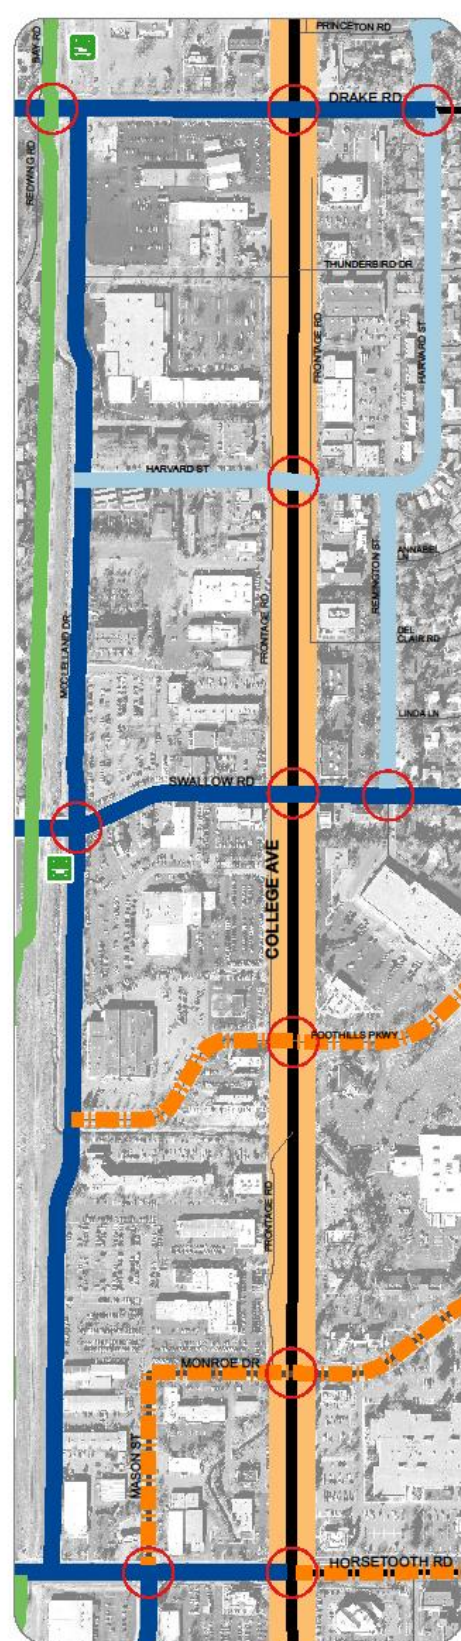 PRINCETON RD
BAY RD
DRAKE RD
REDWING RD
THUNDERBIRD DR
FRONTAGE RD
HARVARD ST
HARVARD ST
ANNABEL
LN
REMINGTON ST
FRONTAGE RD
DEL
CLAIR RD
MCCLELLAND DR
LINDA LN
SWALLOW RD
COLLEGE AVE
FOOTHILLS PKWY
FRONTAGE RD
MONROE DR
MASON ST
HORSETOOTH RD